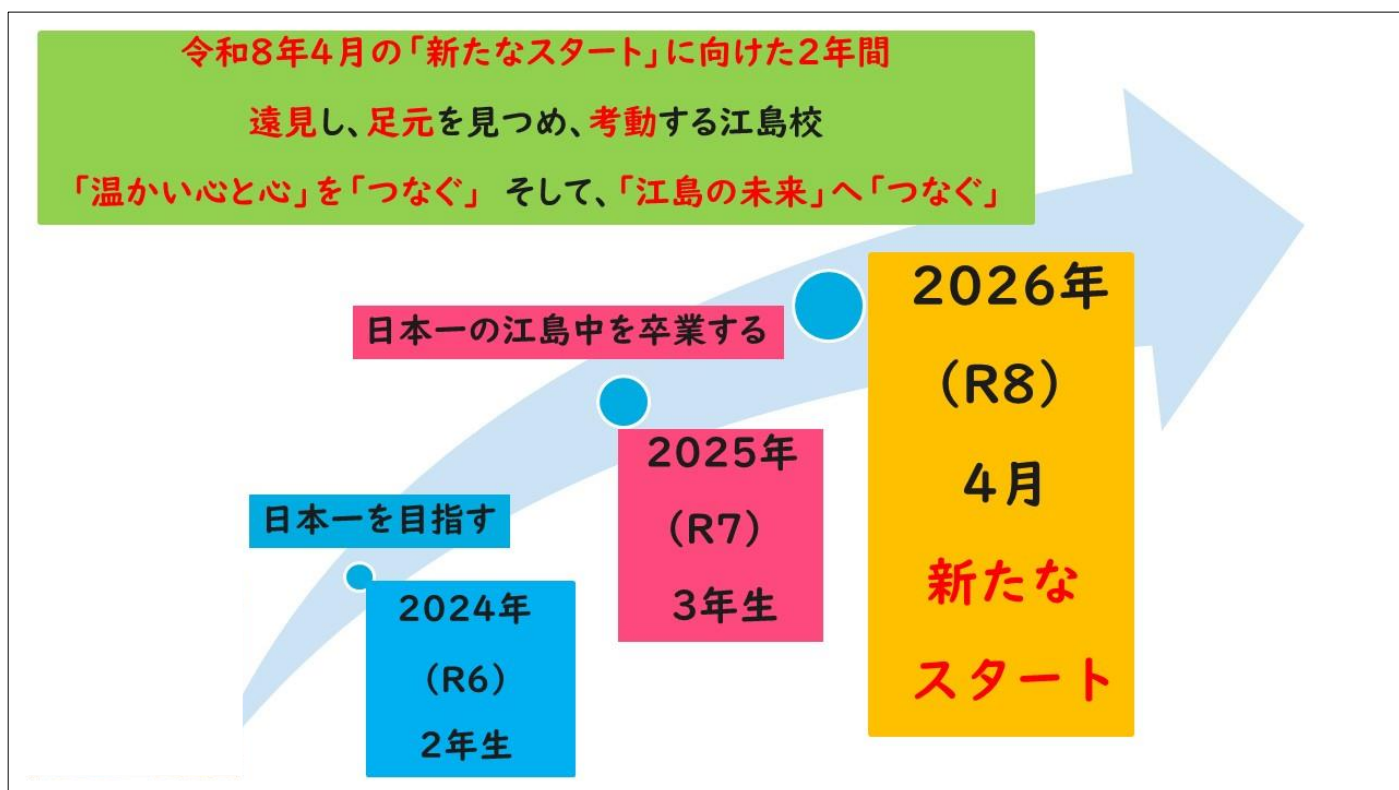 令和8年4月の「新たなスタート」に向けた2年間
遠見し、足元を見つめ、考動する江島校
「温かい心と心」を「つなぐ」 そして、「江島の未来」へ「つなぐ」
日本一を目指す
2024年
(R6)
2年生
日本一の江島中を卒業する
2025年
(R7)
3年生
2026年
(R8)
4月
新たな
スタート